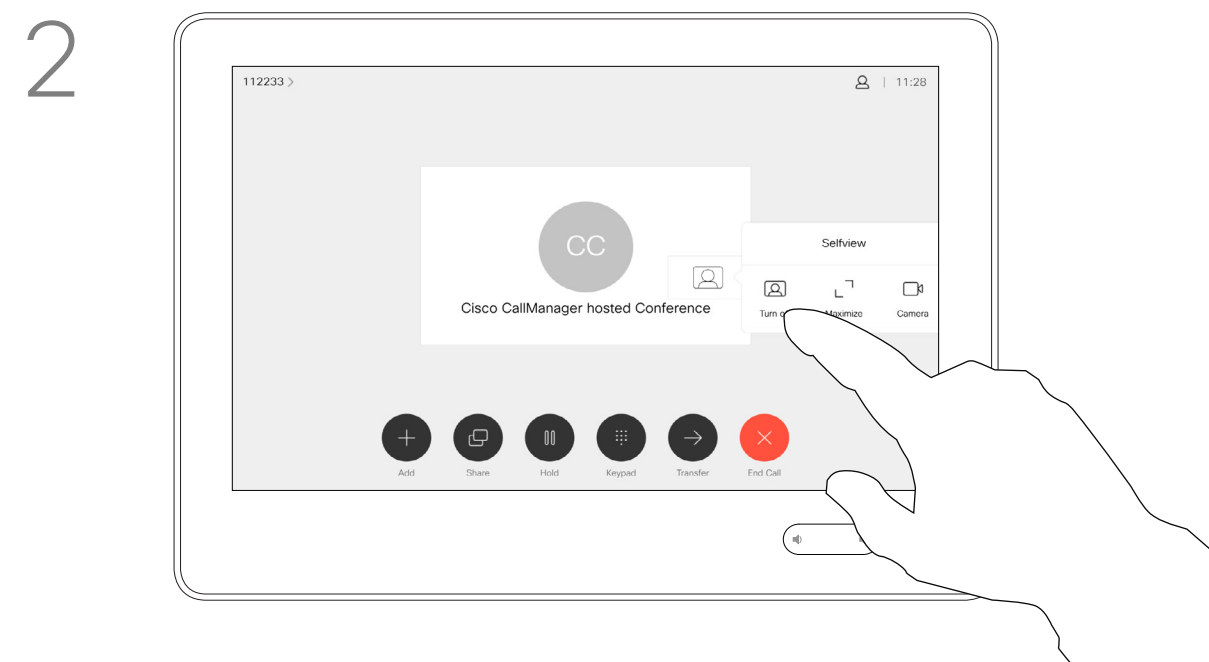 2
112233 >
11:28
CC
Cisco CallManager hosted Conference
Selfview
Turn
Maximize
Camera
Add
Share
Hold
Keypad
Transfer
End Call